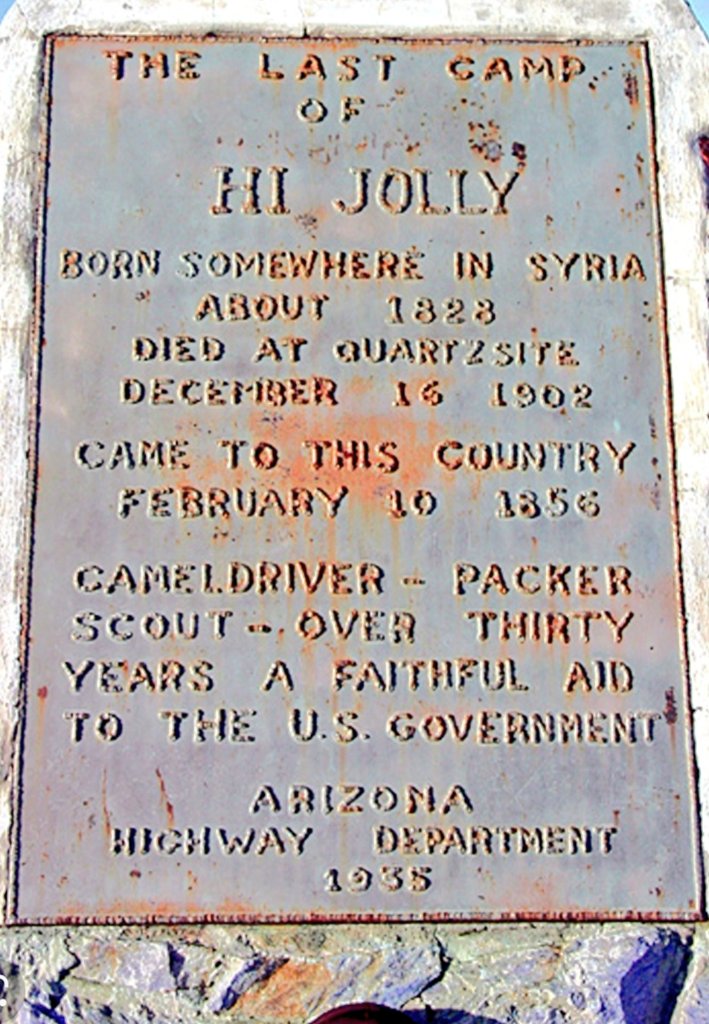 THE LAST CAMP
OF
HI JOLLY
BORN SOMEWHERE IN SYRIA
ABOUT 1828
DIED AT QUARTZSITE
DECEMBER 16 1902
CAME TO THIS COUNTRY
FEBRUARY 10 1856
CAMELDRIVER – PACKER
SCOUT – OVER THIRTY
YEARS A FAITHFUL AID
TO THE U.S. GOVERNMENT
ARIZONA
HIGHWAY DEPARTMENT
1935